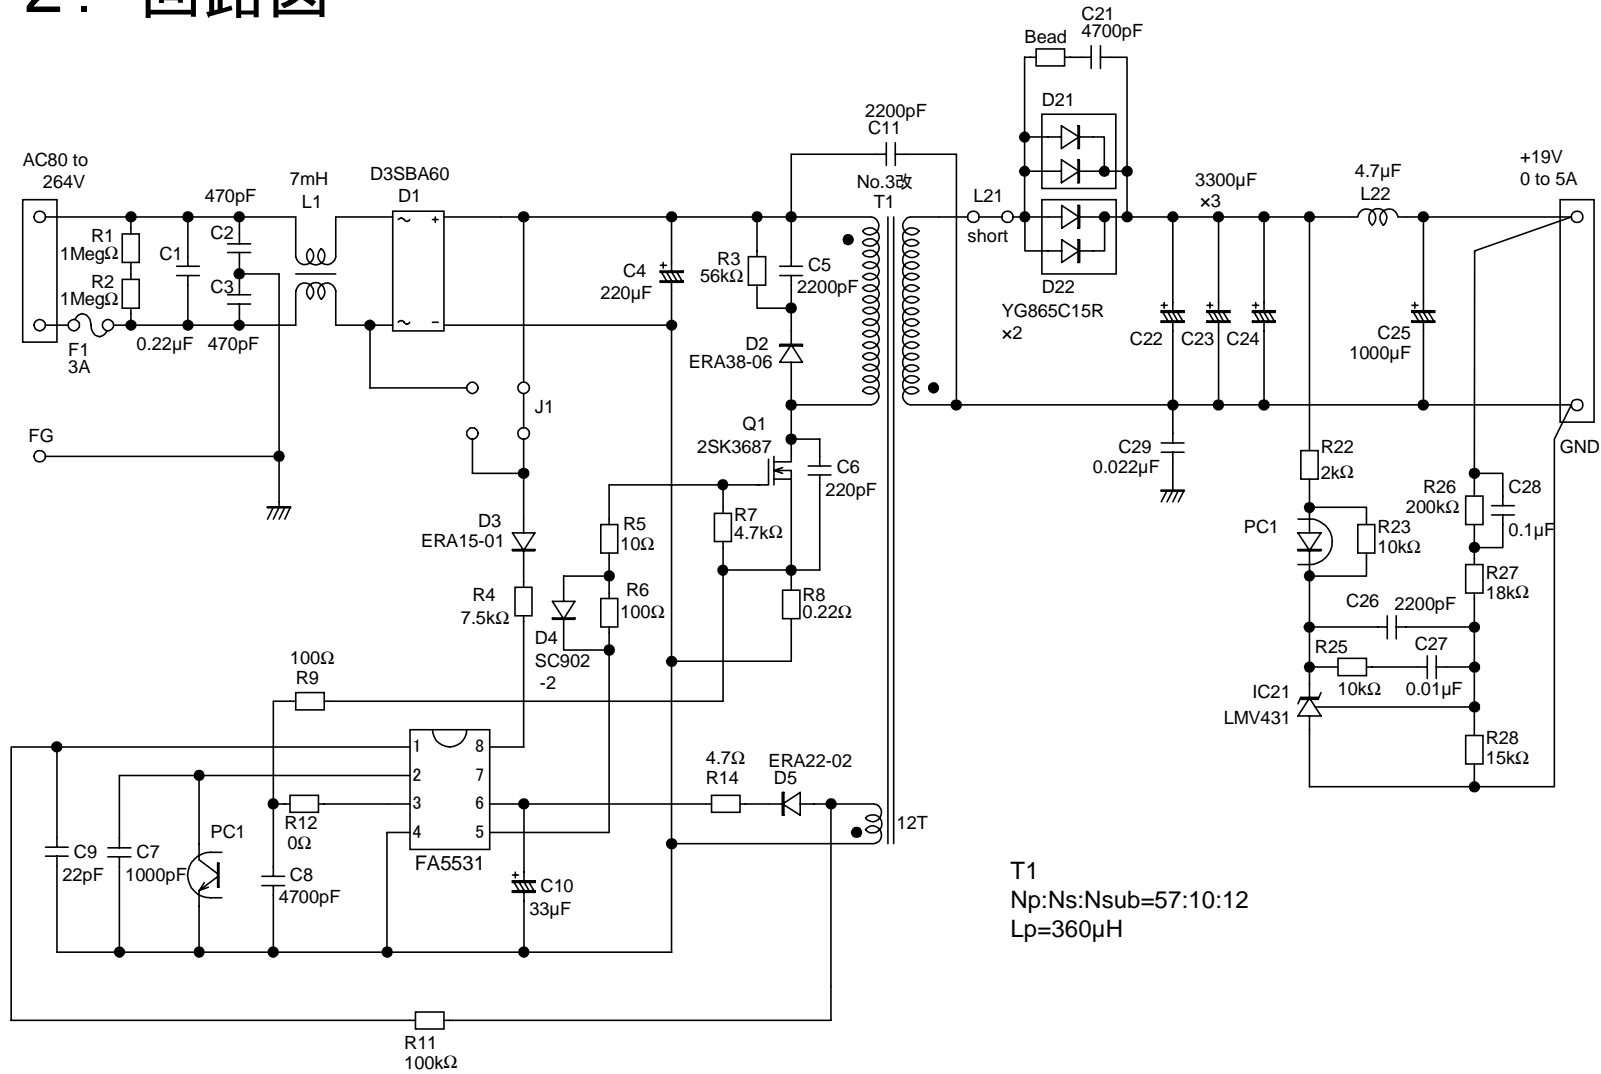 2. 回路図
AC80 to
264V
R1
1MegΩ
R2
1MegΩ
F1
3A
C1
0.22µF
470pF
C2
C3
470pF
7mH
L1
D3SBA60
D1
~
~
+
-
FG
J1
C4
220µF
+
R3
56kΩ
C5
2200pF
D2
ERA38-06
2200pF
C11
No.3改
T1
L21
short
Bead
C21
4700pF
D21
D22
YG865C15R
×2
3300µF
×3
+
+
+
C22
C23
C24
4.7µF
L22
+
C25
1000µF
+19V
0 to 5A
GND
C29
0.022µF
Q1
2SK3687
C6
220pF
D3
ERA15-01
R4
7.5kΩ
R5
10Ω
R6
100Ω
D4
SC902
-2
R7
4.7kΩ
R8
0.22Ω
100Ω
R9
R22
2kΩ
PC1
R23
10kΩ
R26
200kΩ
C28
0.1µF
R27
18kΩ
C26
2200pF
R25
10kΩ
C27
0.01µF
IC21
LMV431
R28
15kΩ
1
2
3
4
8
7
6
5
FA5531
R12
0Ω
PC1
C9
22pF
C7
1000pF
C8
4700pF
+
C10
33µF
4.7Ω
R14
ERA22-02
D5
12T
R11
100kΩ
T1
Np:Ns:Nsub=57:10:12
Lp=360µH